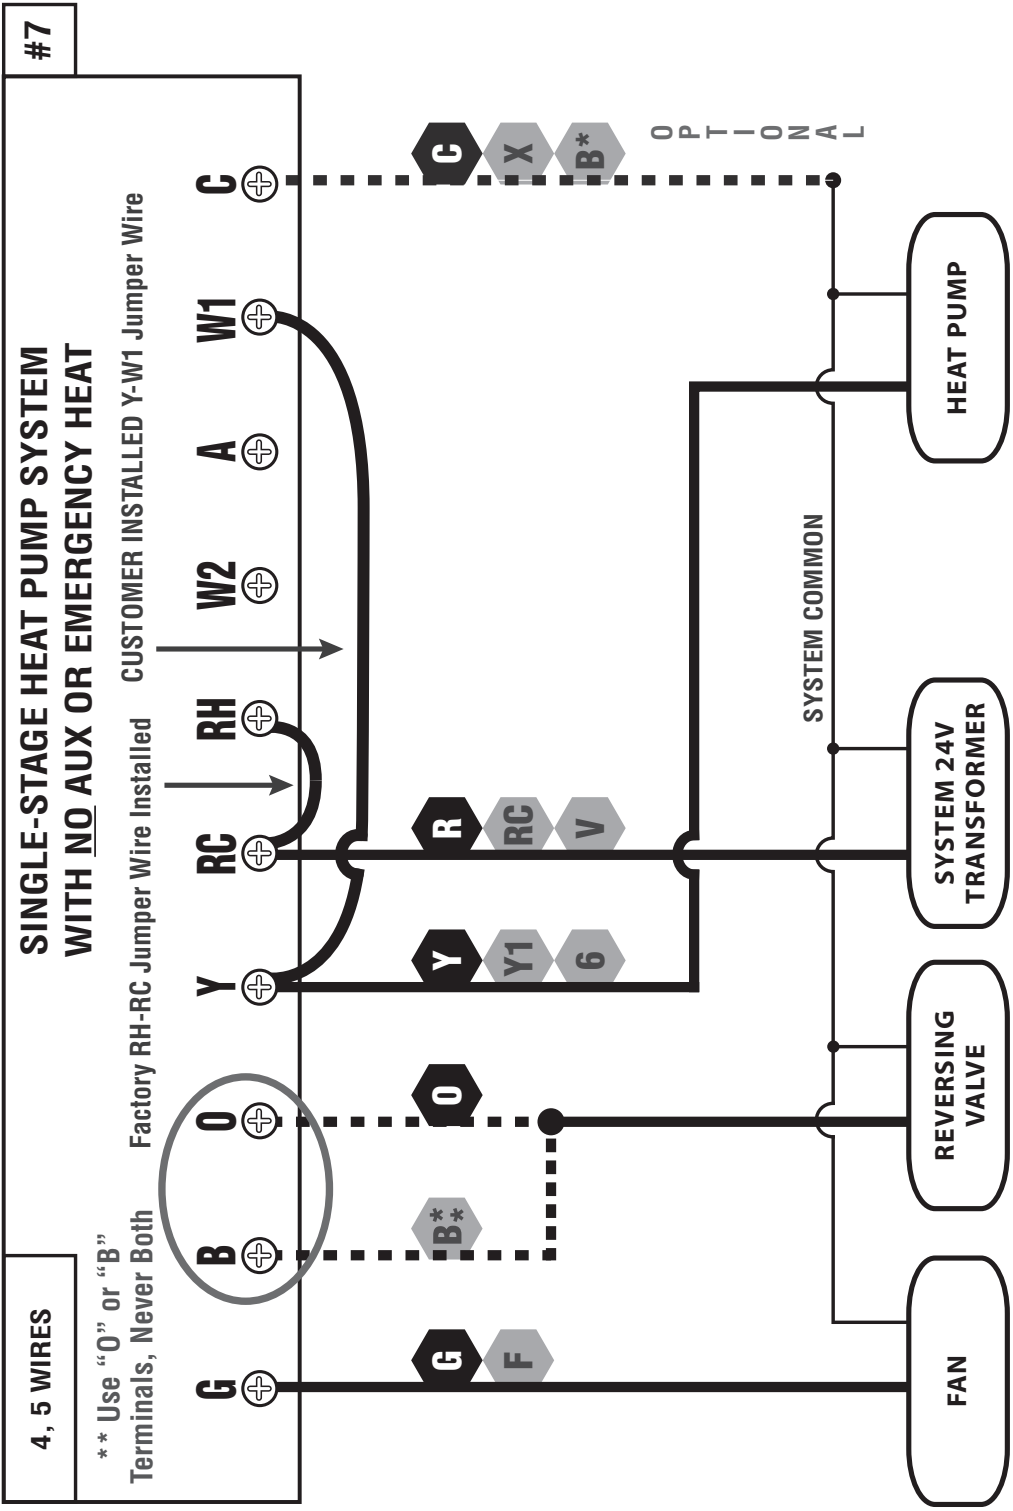 4, 5 WIRES
#7
SINGLE-STAGE HEAT PUMP SYSTEM
WITH NO AUX OR EMERGENCY HEAT
** Use “O” or “B”
Terminals, Never Both
Factory RH-RC Jumper Wire Installed
CUSTOMER INSTALLED Y-W1 Jumper Wire
G B O Y RC RH W2 A W1 C
G B* O Y R C
F Y1 RC X
6 V B*
OPTIONAL
SYSTEM COMMON
FAN
REVERSING
VALVE
SYSTEM 24V
TRANSFORMER
HEAT PUMP